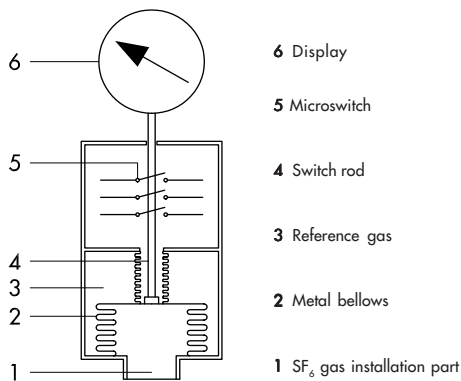 6
6 Display
5 Microswitch
5
4 Switch rod
3 Reference gas
4
3
2 Metal bellows
2
1
1 SF₆ gas installation part